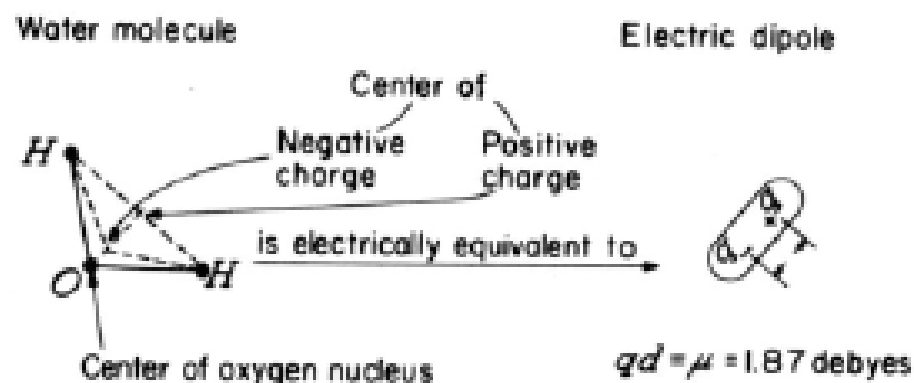 Water molecule
Electric dipole
Center of
Negative
charge
Positive
charge
H
is electrically equivalent to
O
H
Center of oxygen nucleus
qd = μ = 1.87 debyes